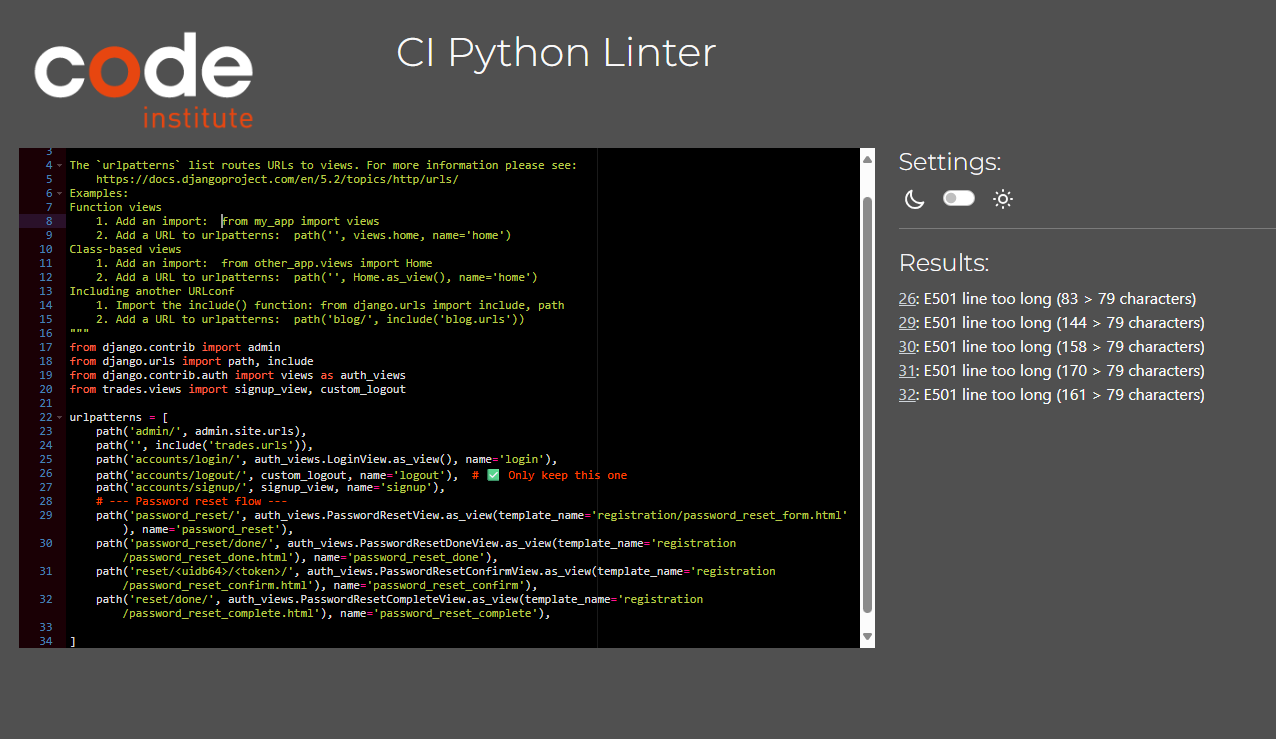 code
institute
CI Python Linter
3
4 The `urlpatterns` list routes URLs to views. For more information please see:
5     https://docs.djangoproject.com/en/5.2/topics/http/urls/
6 Examples:
7 Function views
8     1. Add an import:  from my_app import views
9     2. Add a URL to urlpatterns:  path('', views.home, name='home')
10 Class-based views
11     1. Add an import:  from other_app.views import Home
12     2. Add a URL to urlpatterns:  path('', Home.as_view(), name='home')
13 Including another URLconf
14     1. Import the include() function: from django.urls import include, path
15     2. Add a URL to urlpatterns:  path('blog/', include('blog.urls'))
16 """
17 from django.contrib import admin
18 from django.urls import path, include
19 from django.contrib.auth import views as auth_views
20 from trades.views import signup_view, custom_logout
21
22 urlpatterns = [
23     path('admin/', admin.site.urls),
24     path('', include('trades.urls')),
25     path('accounts/login/', auth_views.LoginView.as_view(), name='login'),
26     path('accounts/logout/', custom_logout, name='logout'),  # ✅ Only keep this one
27     path('accounts/signup/', signup_view, name='signup'),
28     # --- Password reset flow ---
29     path('password_reset/', auth_views.PasswordResetView.as_view(template_name='registration/password_reset_form.html'
), name='password_reset'),
30     path('password_reset/done/', auth_views.PasswordResetDoneView.as_view(template_name='registration
/password_reset_done.html'), name='password_reset_done'),
31     path('reset/<uidb64>/<token>/', auth_views.PasswordResetConfirmView.as_view(template_name='registration
/password_reset_confirm.html'), name='password_reset_confirm'),
32     path('reset/done/', auth_views.PasswordResetCompleteView.as_view(template_name='registration
/password_reset_complete.html'), name='password_reset_complete'),
33
34 ]
Settings:
Results:
26: E501 line too long (83 > 79 characters)
29: E501 line too long (144 > 79 characters)
30: E501 line too long (158 > 79 characters)
31: E501 line too long (170 > 79 characters)
32: E501 line too long (161 > 79 characters)